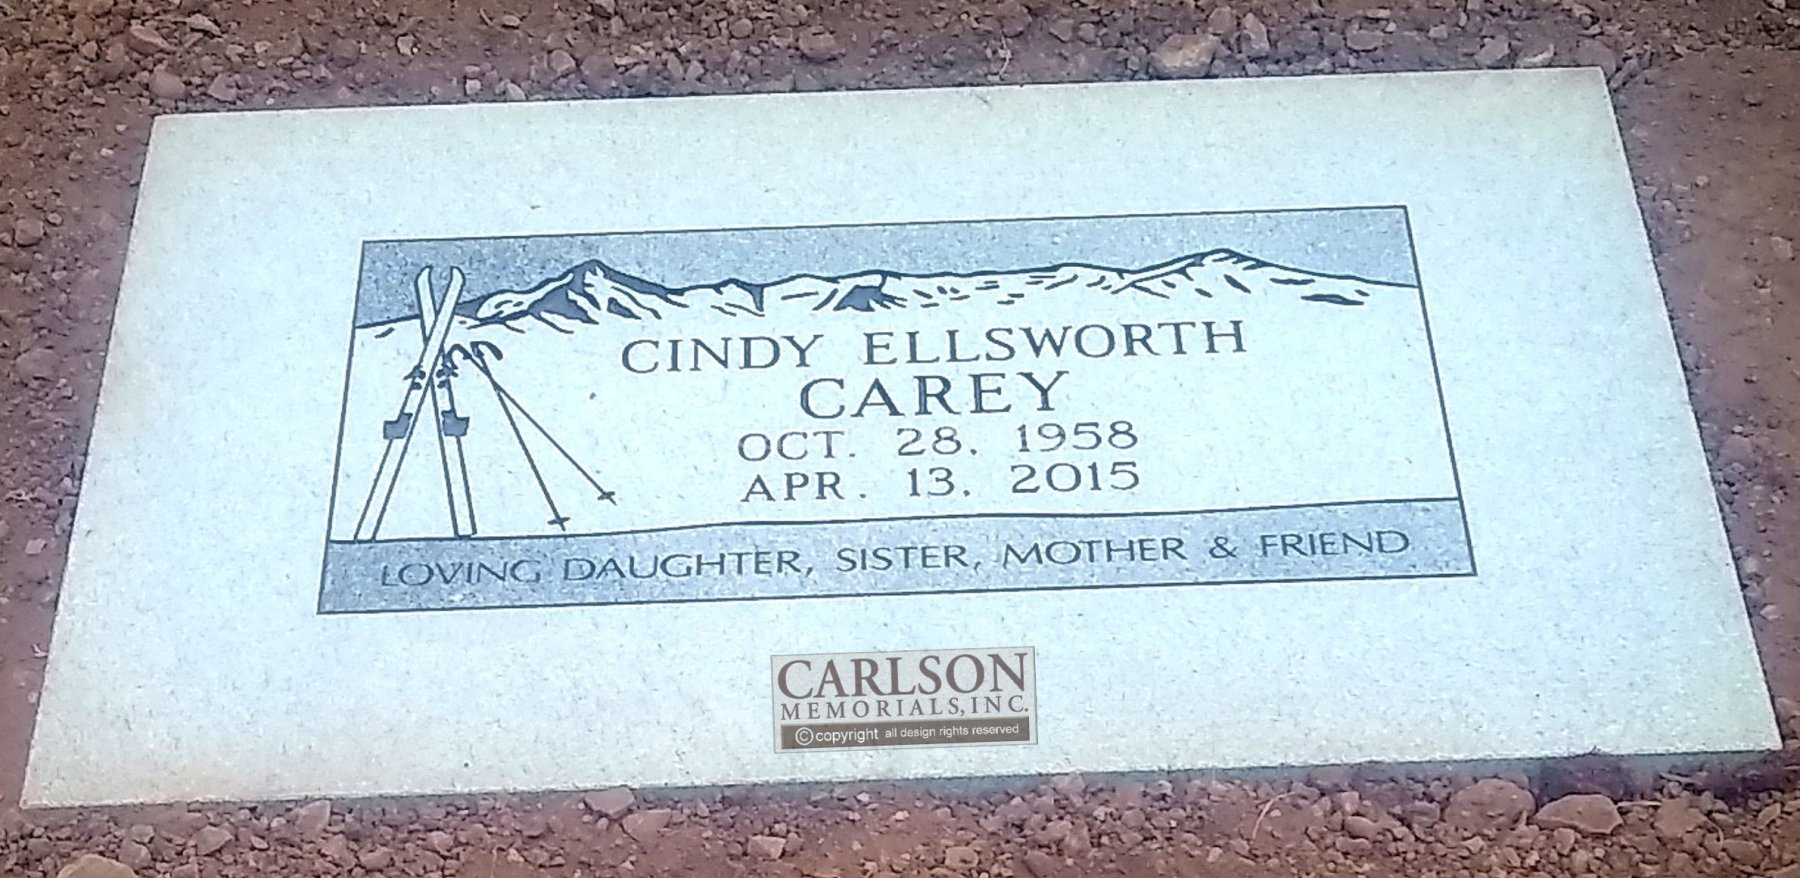 CINDY ELLSWORTH
CAREY
OCT. 28, 1958
APR. 13, 2015
LOVING DAUGHTER, SISTER, MOTHER & FRIEND
CARLSON
MEMORIALS, INC.
©copyright all design rights reserved